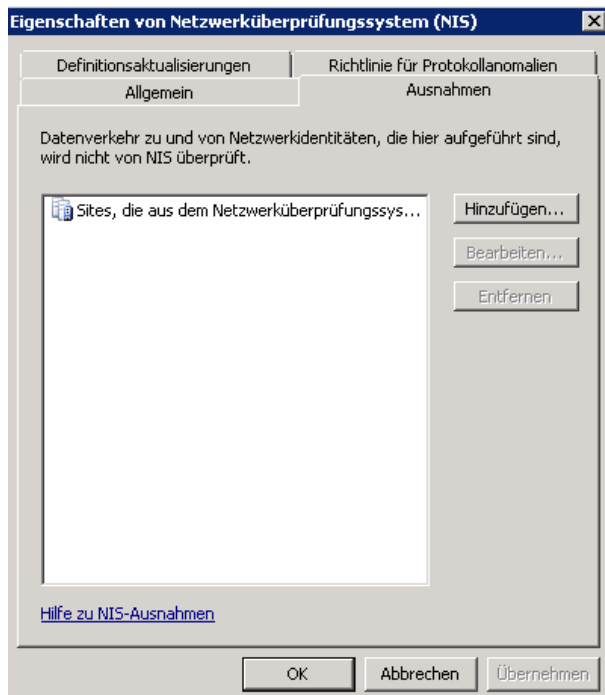 Eigenschaften von Netzwerküberprüfungssystem (NIS)
Definitionsaktualisierungen
Richtlinie für Protokollanomalien
Allgemein
Ausnahmen
Datenverkehr zu und von Netzwerkidentitäten, die hier aufgeführt sind,
wird nicht von NIS überprüft.
Sites, die aus dem Netzwerküberprüfungssys...
Hinzufügen...
Bearbeiten...
Entfernen
Hilfe zu NIS-Ausnahmen
OK
Abbrechen
Übernehmen